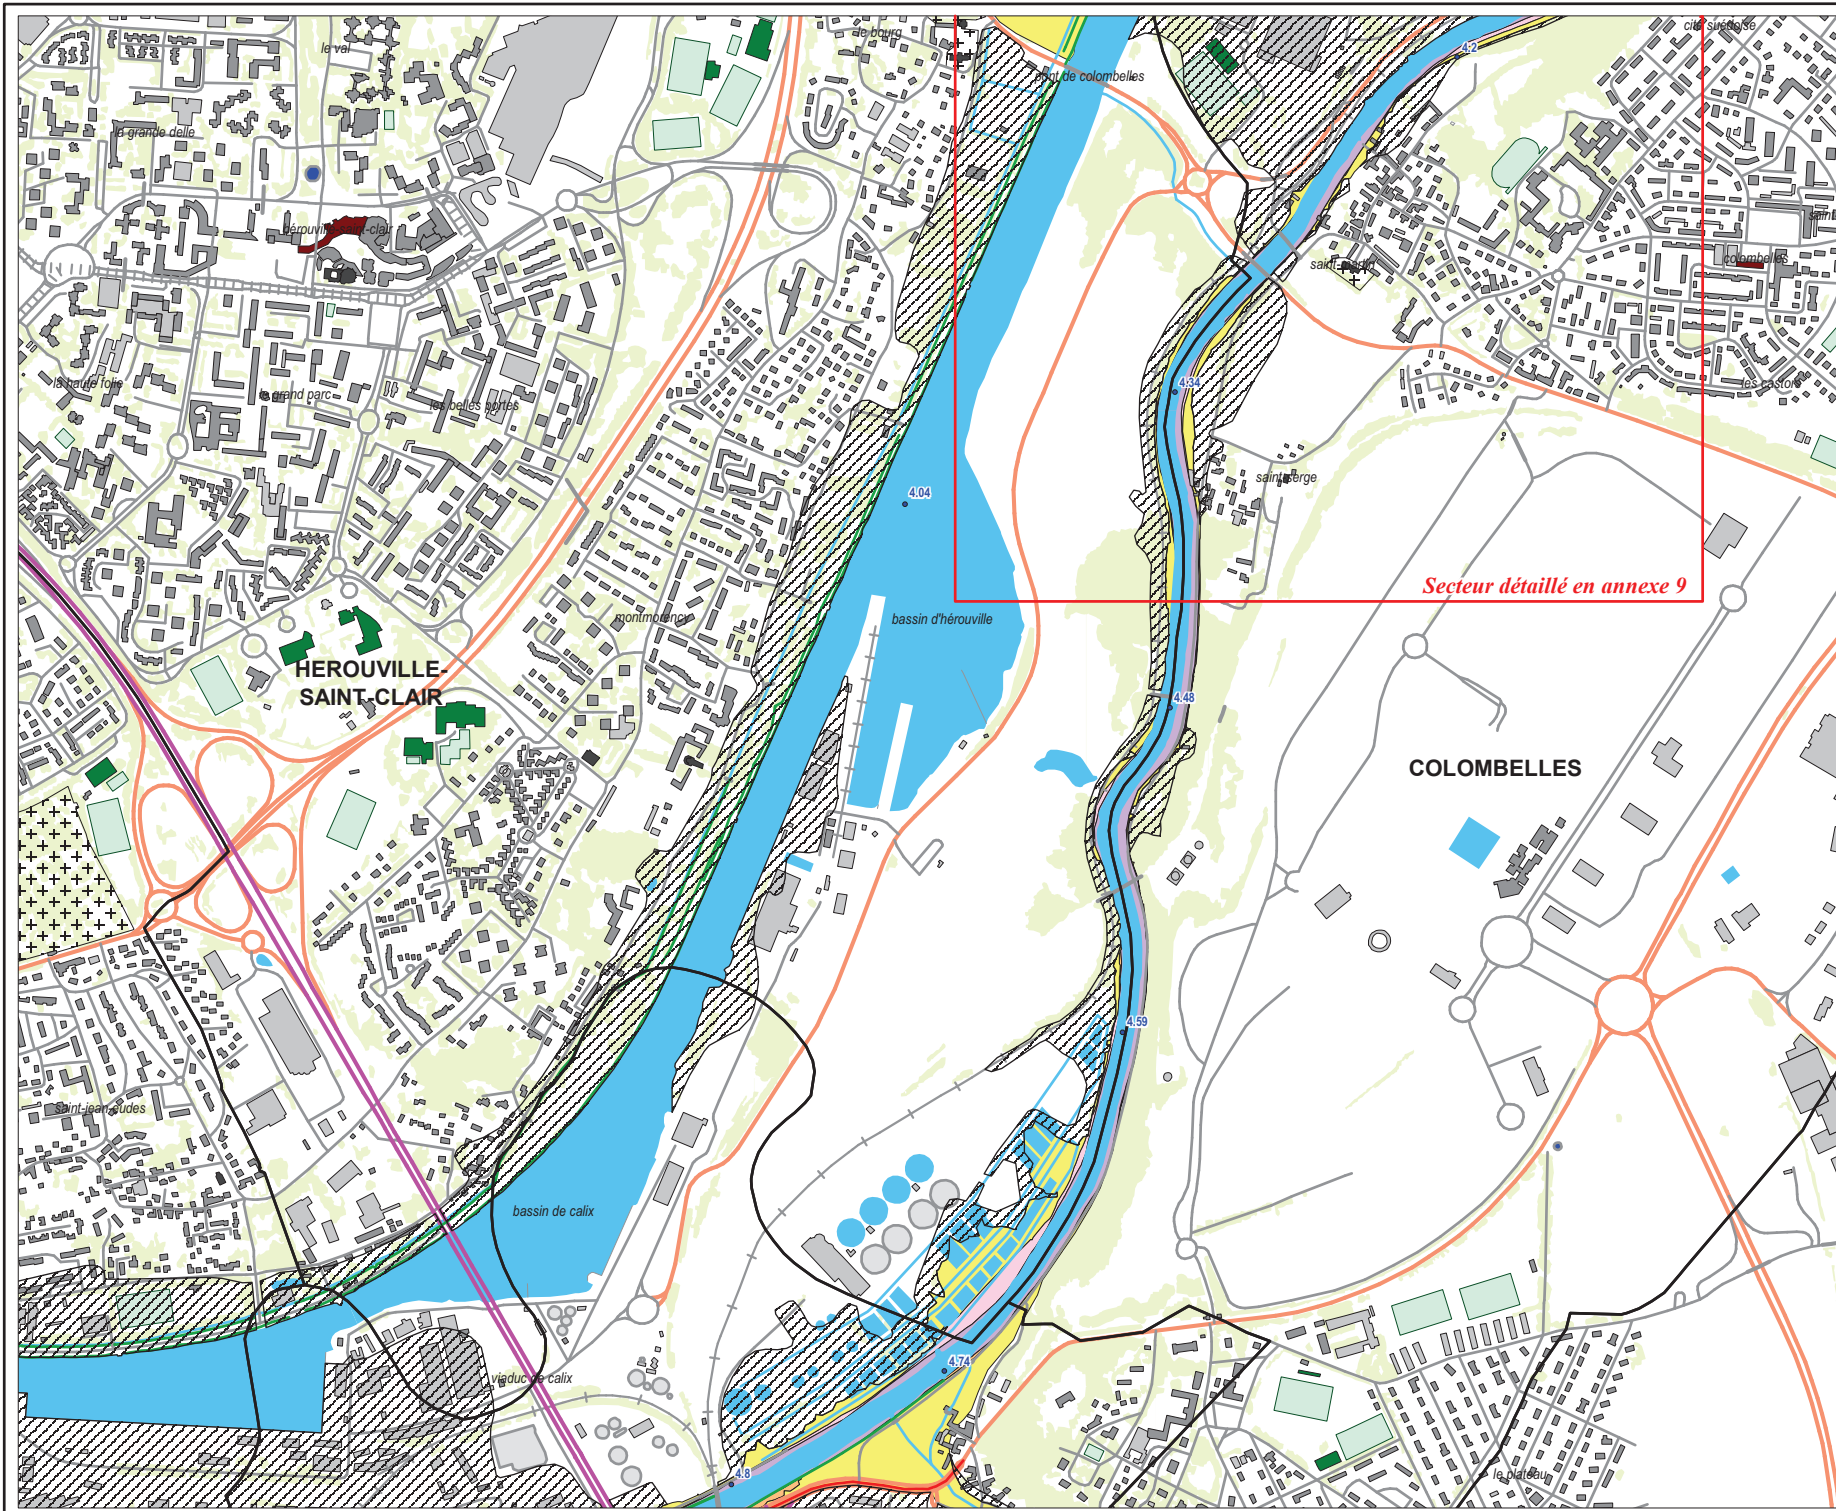 le val
le bourg
cité suédoise
4.2
pont de colombelles
la grande delle
hérouville-saint-clair
saint-martin
colombelles
saint
la haute folie
le grand parc
les belles portes
4.34
les castors
saint-serge
4.04
Secteur détaillé en annexe 9
montmorency
bassin d'hérouville
HEROUVILLE-
SAINT-CLAIR
4.48
COLOMBELLES
4.59
saint-jean-eudes
bassin de calix
viaduc de calix
4.74
4.8
le plateau